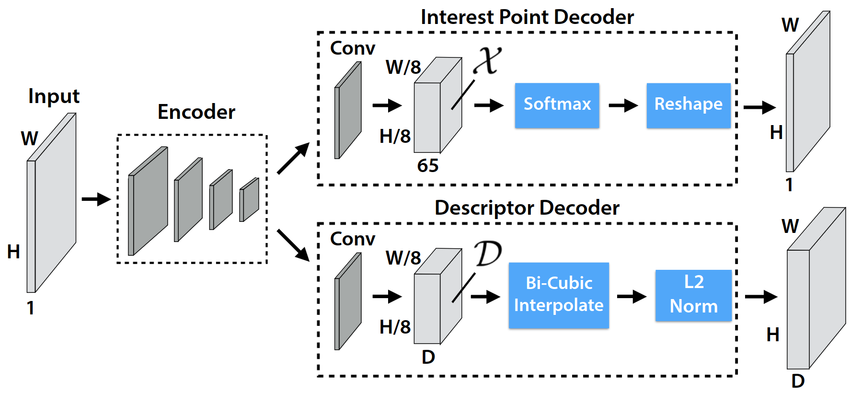 Interest Point Decoder
Input
W
H
1
Encoder
Conv
W/8
H/8
65
𝒳
Softmax
Reshape
W
H
1
Descriptor Decoder
Conv
W/8
H/8
D
𝒟
Bi-Cubic
Interpolate
L2
Norm
W
H
D